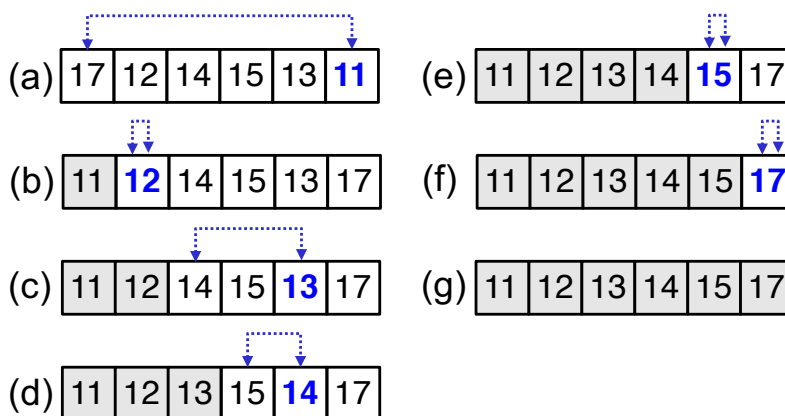 (a) 17 12 14 15 13 11
(b) 11 12 14 15 13 17
(c) 11 12 14 15 13 17
(d) 11 12 13 15 14 17
(e) 11 12 13 14 15 17
(f) 11 12 13 14 15 17
(g) 11 12 13 14 15 17